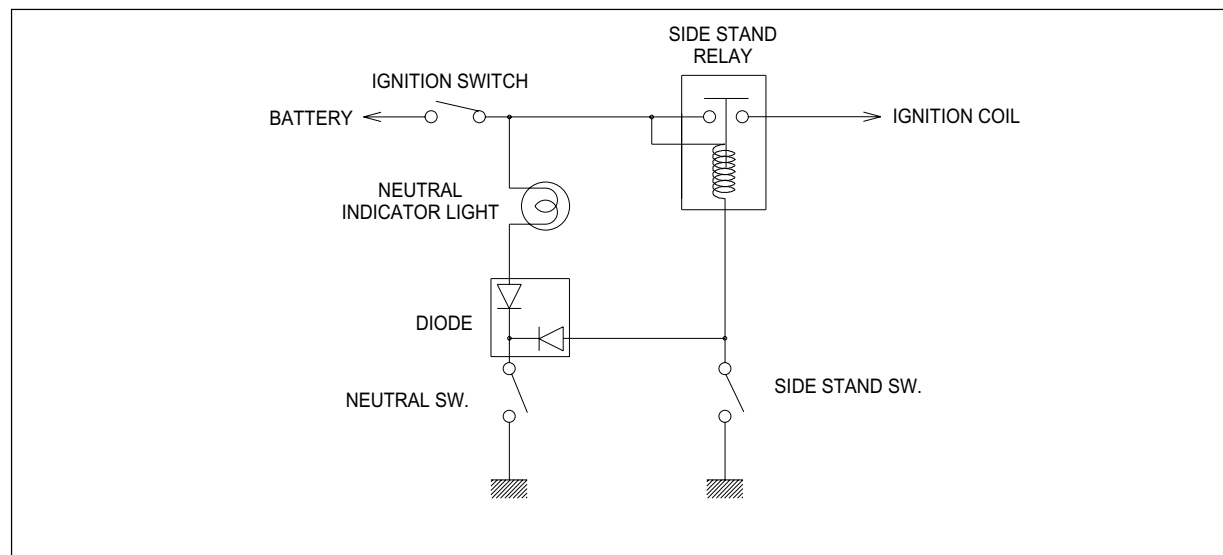 SIDE STAND
RELAY
IGNITION SWITCH
BATTERY
IGNITION COIL
NEUTRAL
INDICATOR LIGHT
DIODE
NEUTRAL SW.
SIDE STAND SW.